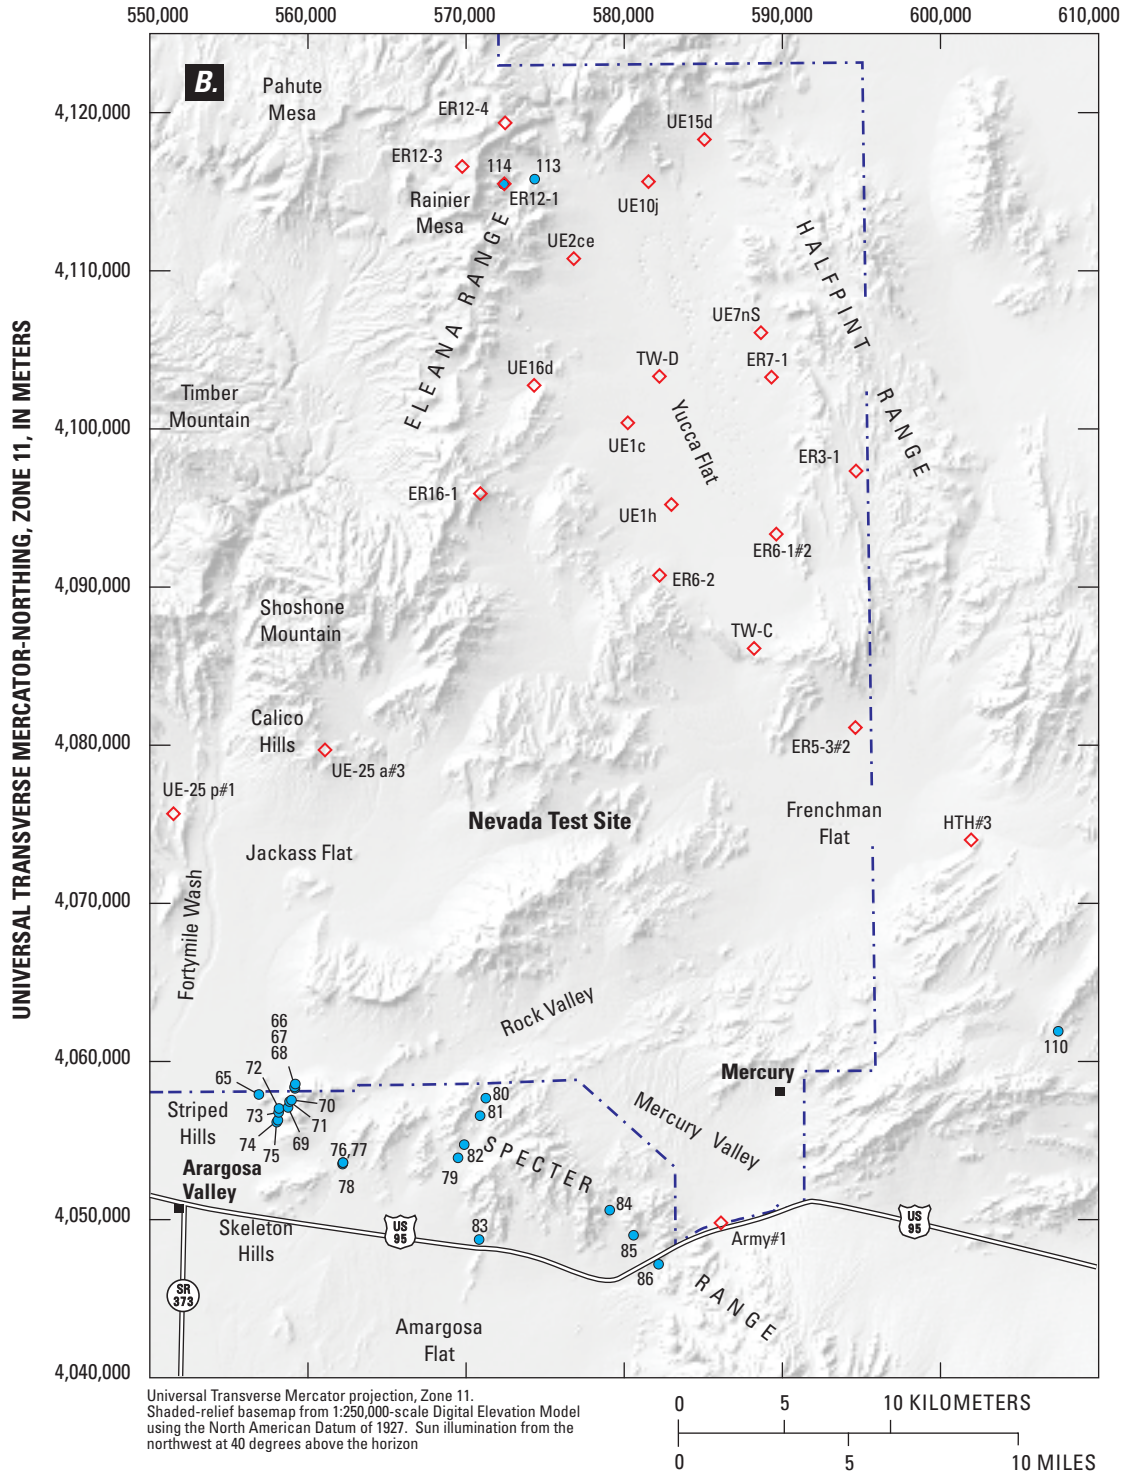 550,000
560,000
570,000
580,000
590,000
600,000
610,000
UNIVERSAL TRANSVERSE MERCATOR-NORTHING, ZONE 11, IN METERS
4,120,000
4,110,000
4,100,000
4,090,000
4,080,000
4,070,000
4,060,000
4,050,000
4,040,000
B.
Pahute
Mesa
ER12-4
UE15d
ER12-3
114
113
Rainier
Mesa
ER12-1
UE10j
UE2ce
ELEANA RANGE
HALFPINT
RANGE
UE7nS
ER7-1
TW-D
UE16d
Timber
Mountain
Yucca Flat
UE1c
ER3-1
ER16-1
UE1h
ER6-1#2
ER6-2
Shoshone
Mountain
TW-C
Calico
Hills
UE-25 a#3
ER5-3#2
UE-25 p#1
Nevada Test Site
Frenchman
Flat
HTH#3
Jackass Flat
Fortymile Wash
Rock Valley
66
67
68
72
65
110
Mercury
80
81
Mercury Valley
Striped
Hills
73
70
71
74
75
69
76,77
78
82
79
SPECTER
RANGE
Arargosa
Valley
84
Skeleton
Hills
US
95
83
85
86
Army#1
US
95
SR
373
Amargosa
Flat
Universal Transverse Mercator projection, Zone 11.
Shaded-relief basemap from 1:250,000-scale Digital Elevation Model
using the North American Datum of 1927. Sun illumination from the
northwest at 40 degrees above the horizon
0 5 10 KILOMETERS
0 5 10 MILES